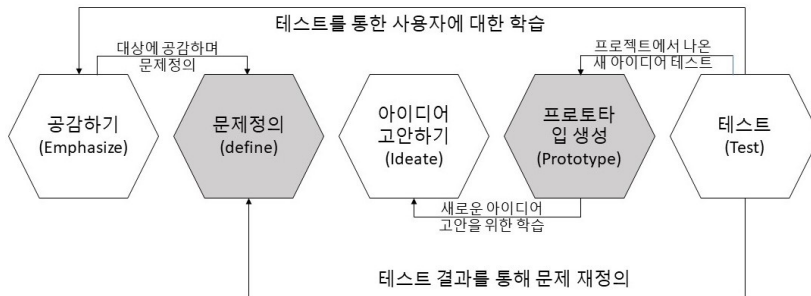 테스트를 통한 사용자에 대한 학습
대상에 공감하며
문제정의
프로젝트에서 나온
새 아이디어 테스트
공감하기
(Emphasize)
문제정의
(define)
아이디어
고안하기
(Ideate)
프로토타
입 생성
(Prototype)
테스트
(Test)
새로운 아이디어
고안을 위한 학습
테스트 결과를 통해 문제 재정의